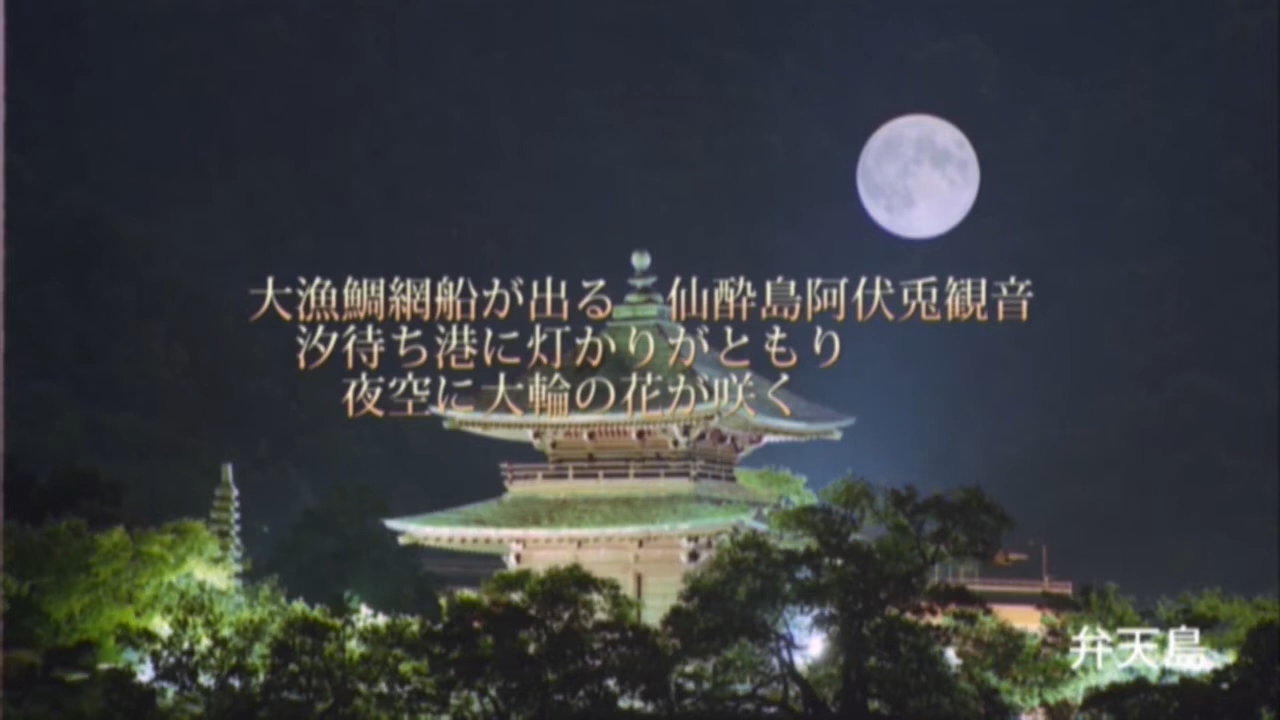 大漁鯛網船が出る　仙酔島阿伏兎観音
汐待ち港に灯かりがともり
夜空に大輪の花が咲く
弁天島